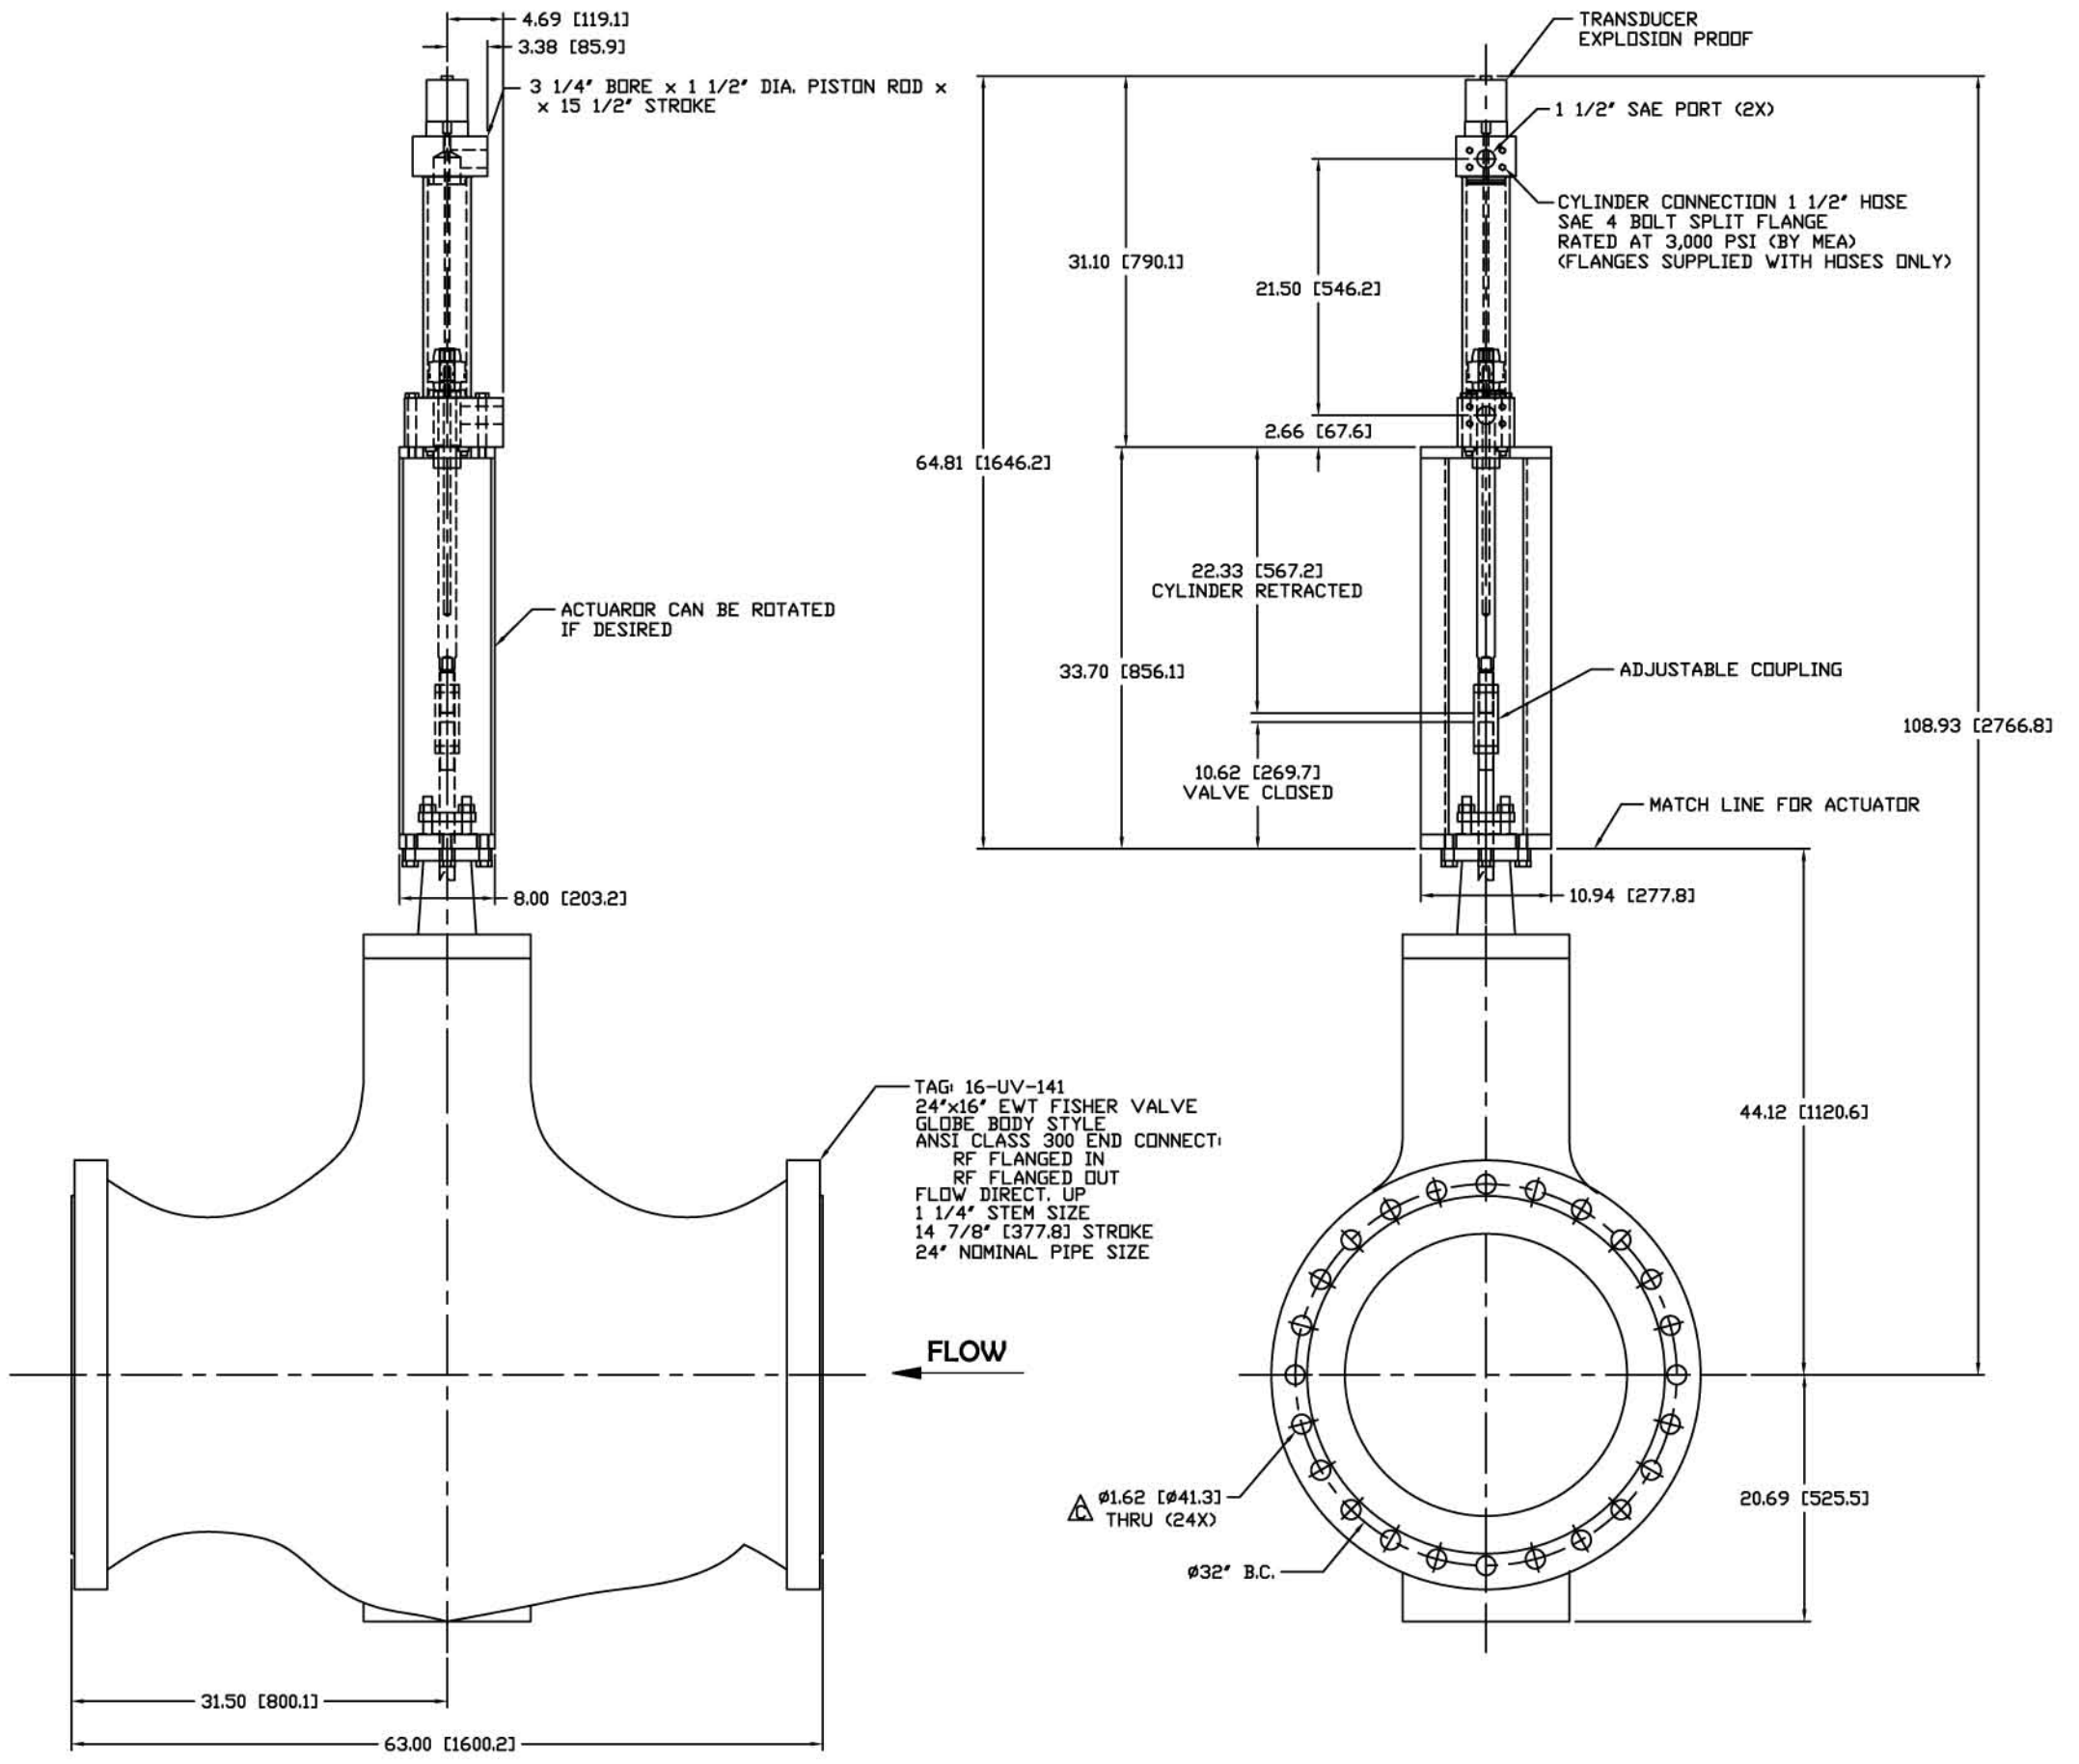 4.69 [119.1]
3.38 [85.9]
3 1/4" BORE x 1 1/2" DIA. PISTON ROD x
x 15 1/2" STROKE
TRANSDUCER
EXPLOSION PROOF
1 1/2" SAE PORT (2X)
CYLINDER CONNECTION 1 1/2" HOSE
SAE 4 BOLT SPLIT FLANGE
RATED AT 3,000 PSI (BY MEA)
(FLANGES SUPPLIED WITH HOSES ONLY)
31.10 [790.1]
21.50 [546.2]
2.66 [67.6]
64.81 [1646.2]
22.33 [567.2]
CYLINDER RETRACTED
ACTUAROR CAN BE ROTATED
IF DESIRED
33.70 [856.1]
ADJUSTABLE COUPLING
108.93 [2766.8]
10.62 [269.7]
VALVE CLOSED
MATCH LINE FOR ACTUATOR
8.00 [203.2]
10.94 [277.8]
TAG: 16-UV-141
24"x16" EWT FISHER VALVE
GLOBE BODY STYLE
ANSI CLASS 300 END CONNECT:
RF FLANGED IN
RF FLANGED OUT
FLOW DIRECT. UP
1 1/4" STEM SIZE
14 7/8" [377.8] STROKE
24" NOMINAL PIPE SIZE
44.12 [1120.6]
FLOW
C ø1.62 [ø41.3]
THRU (24X)
20.69 [525.5]
ø32" B.C.
31.50 [800.1]
63.00 [1600.2]